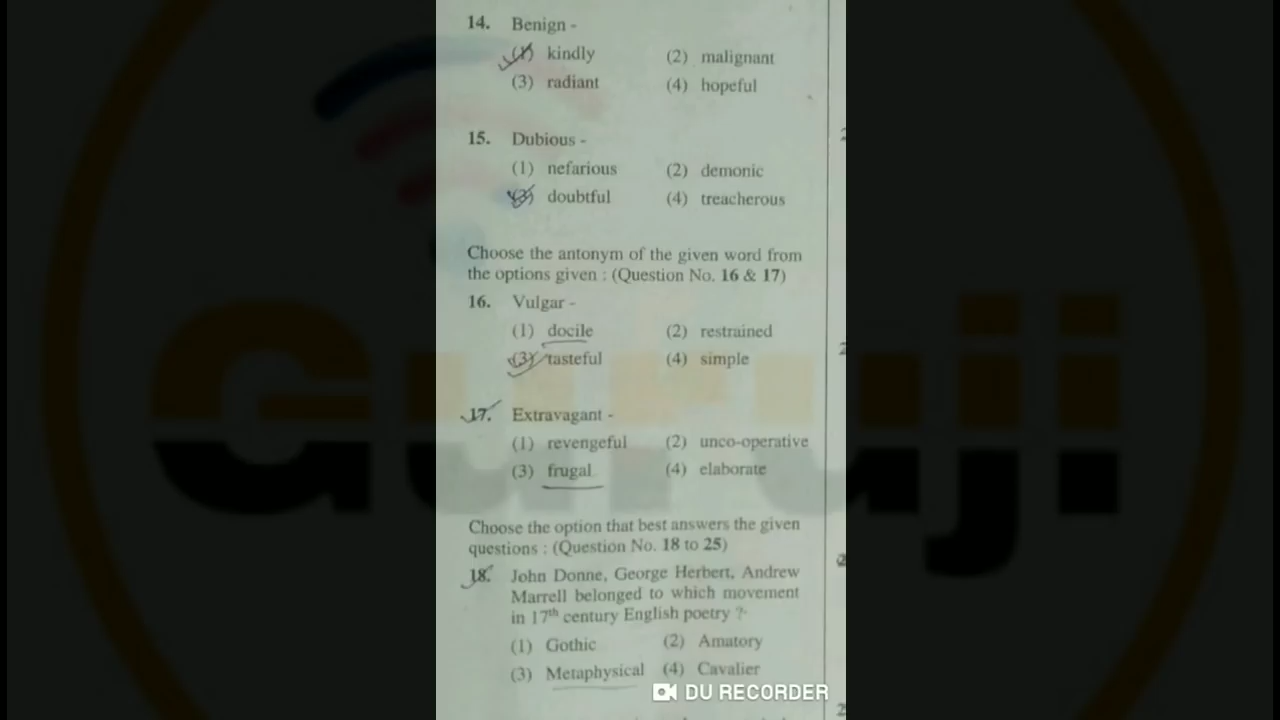 14. Benign -
(1) kindly (2) malignant
(3) radiant (4) hopeful
15. Dubious -
(1) nefarious (2) demonic
(3) doubtful (4) treacherous
Choose the antonym of the given word from
the options given : (Question No. 16 & 17)
16. Vulgar -
(1) docile (2) restrained
(3) tasteful (4) simple
17. Extravagant -
(1) revengeful (2) unco-operative
(3) frugal (4) elaborate
Choose the option that best answers the given
questions : (Question No. 18 to 25)
18. John Donne, George Herbert, Andrew
Marrell belonged to which movement
in 17th century English poetry ?
(1) Gothic (2) Amatory
(3) Metaphysical (4) Cavalier
DU RECORDER
GuRuji